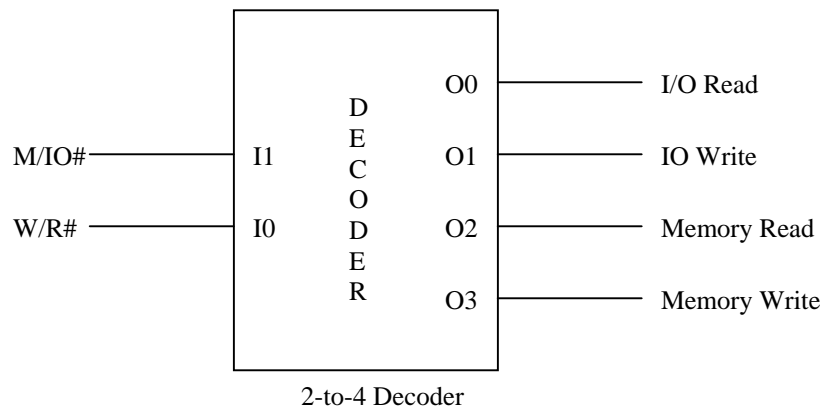 O0 I/O Read
M/IO# I1 O1 IO Write
W/R# I0 O2 Memory Read
O3 Memory Write
D
E
C
O
D
E
R
2-to-4 Decoder